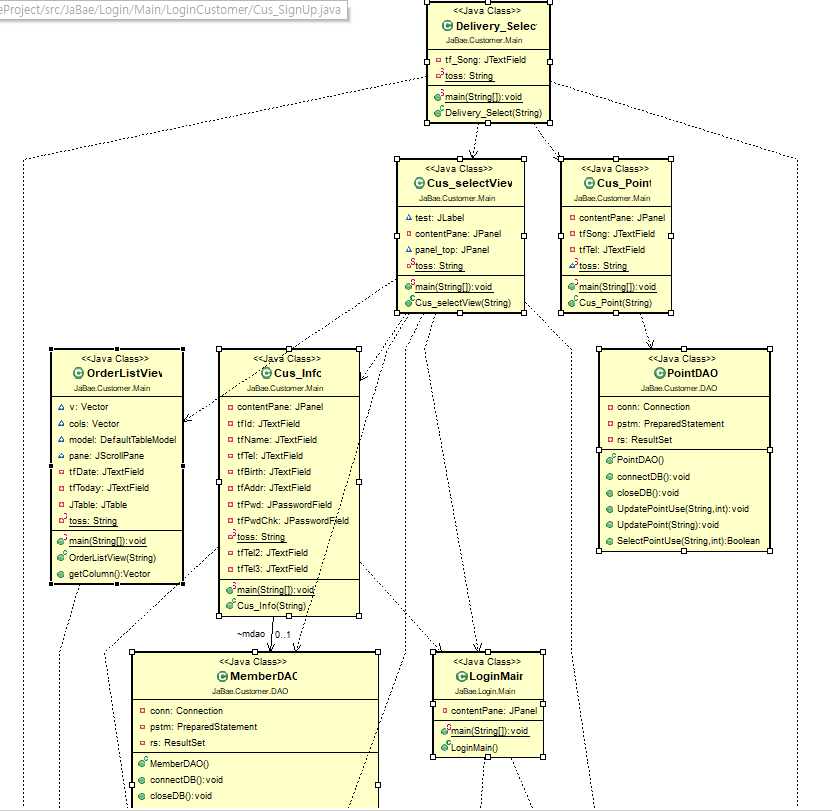 eProject/src/JaBae/Login/Main/LoginCustomer/Cus_SignUp.java
<<Java Class>>
Delivery_Selec
JaBae.Customer.Main
tf_Song: JTextField
toss: String
main(String[]):void
Delivery_Select(String)
<<Java Class>>
Cus_selectView
JaBae.Customer.Main
test: JLabel
contentPane: JPanel
panel_top: JPanel
toss: String
main(String[]):void
Cus_selectView(String)
<<Java Class>>
Cus_Point
JaBae.Customer.Main
contentPane: JPanel
tfSong: JTextField
tfTel: JTextField
toss: String
main(String[]):void
Cus_Point(String)
<<Java Class>>
OrderListView
JaBae.Customer.Main
v: Vector
cols: Vector
model: DefaultTableModel
pane: JScrollPane
tfDate: JTextField
tfToday: JTextField
JTable: JTable
toss: String
main(String[]):void
OrderListView(String)
getColumn():Vector
<<Java Class>>
Cus_Info
JaBae.Customer.Main
contentPane: JPanel
tfId: JTextField
tfName: JTextField
tfTel: JTextField
tfBirth: JTextField
tfAddr: JTextField
tfPwd: JPasswordField
tfPwdChk: JPasswordField
toss: String
tfTel2: JTextField
tfTel3: JTextField
main(String[]):void
Cus_Info(String)
<<Java Class>>
PointDAO
JaBae.Customer.DAO
conn: Connection
pstm: PreparedStatement
rs: ResultSet
PointDAO()
connectDB():void
closeDB():void
UpdatePointUse(String,int):void
UpdatePoint(String):void
SelectPointUse(String,int):Boolean
~mdao 0..1
<<Java Class>>
MemberDAO
JaBae.Customer.DAO
conn: Connection
pstm: PreparedStatement
rs: ResultSet
MemberDAO()
connectDB():void
closeDB():void
<<Java Class>>
LoginMain
JaBae.Login.Main
contentPane: JPanel
main(String[]):void
LoginMain()